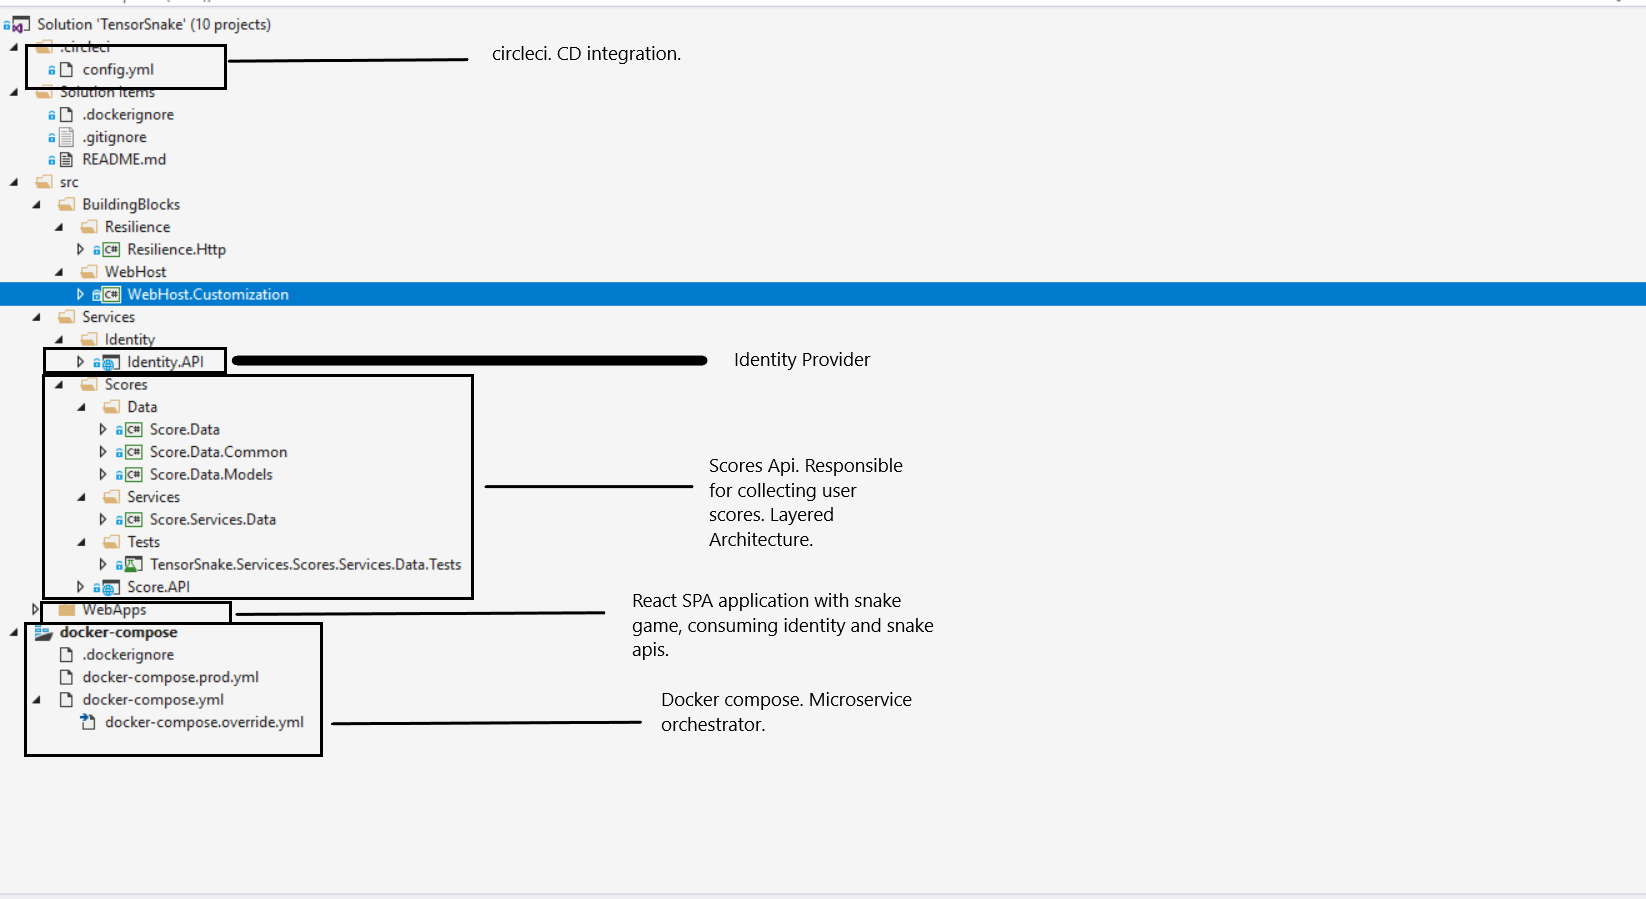 Solution 'TensorSnake' (10 projects)
.circleci
circleci. CD integration.
config.yml
Solution Items
.dockerignore
.gitignore
README.md
src
BuildingBlocks
Resilience
C# Resilience.Http
WebHost
C# WebHost.Customization
Services
Identity
Identity.API
Identity Provider
Scores
Data
C# Score.Data
C# Score.Data.Common
C# Score.Data.Models
Services
C# Score.Services.Data
Tests
TensorSnake.Services.Scores.Services.Data.Tests
Score.API
Scores Api. Responsible
for collecting user
scores. Layered
Architecture.
WebApps
React SPA application with snake
game, consuming identity and snake
apis.
docker-compose
.dockerignore
docker-compose.prod.yml
docker-compose.yml
docker-compose.override.yml
Docker compose. Microservice
orchestrator.